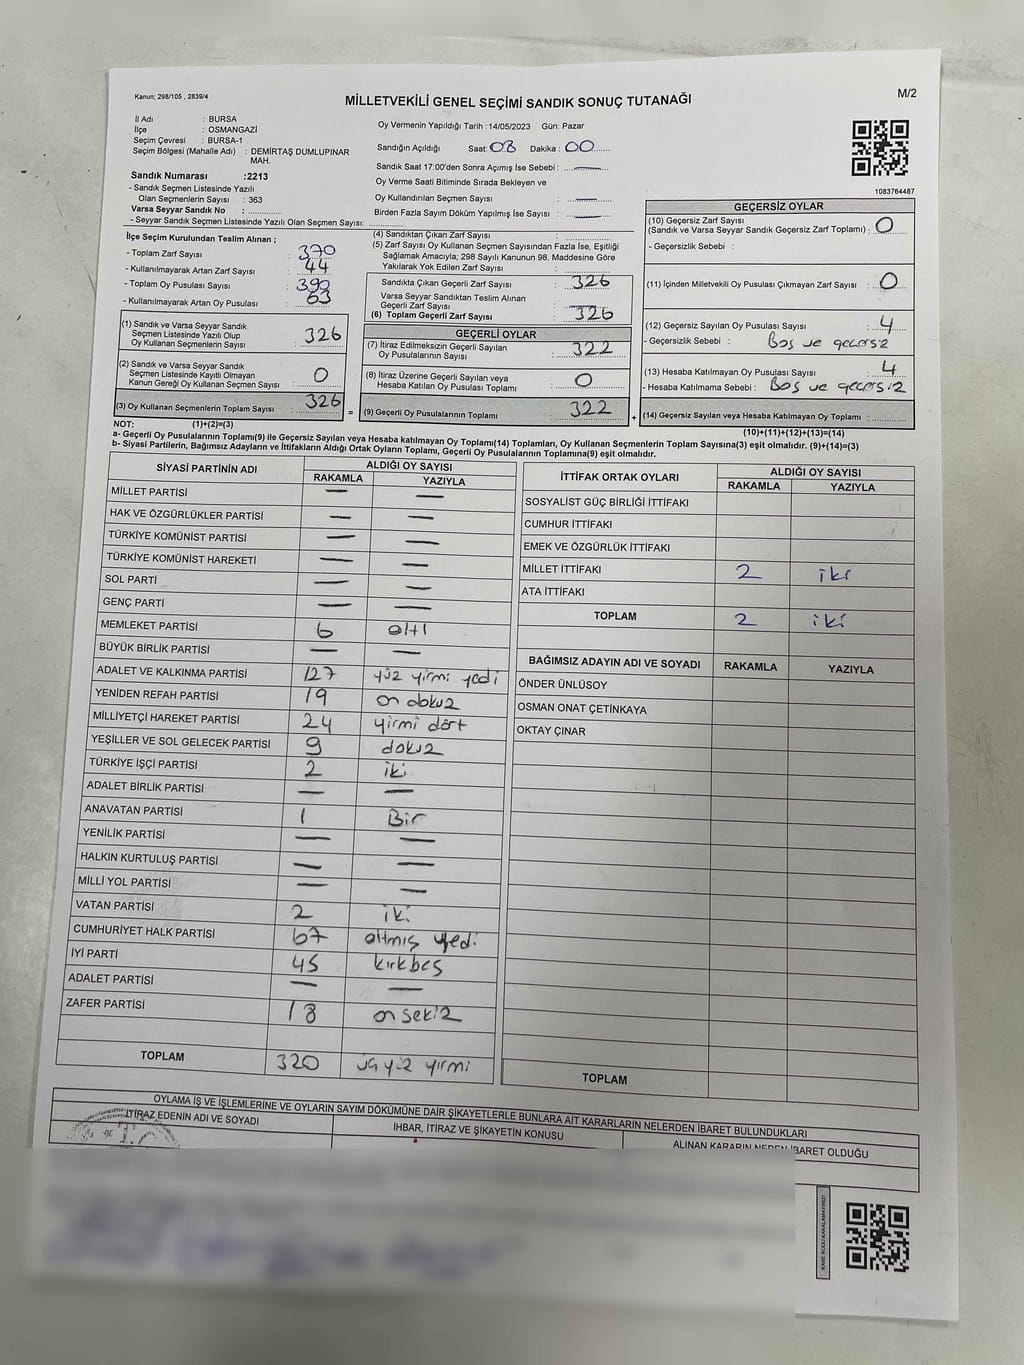 Kanun; 298/105 , 2839/4
MİLLETVEKİLİ GENEL SEÇİMİ SANDIK SONUÇ TUTANAĞI
M/2
İl Adı : BURSA
İlçe : OSMANGAZİ
Seçim Çevresi : BURSA-1
Seçim Bölgesi (Mahalle Adı) : DEMİRTAŞ DUMLUPINAR
MAH.
Sandık Numarası :2213
- Sandık Seçmen Listesinde Yazılı
Olan Seçmenlerin Sayısı : 363
Varsa Seyyar Sandık No :
- Seyyar Sandık Seçmen Listesinde Yazılı Olan Seçmen Sayısı:
Oy Vermenin Yapıldığı Tarih :14/05/2023 Gün: Pazar
Sandığın Açıldığı Saat: 08 Dakika : 00
Sandık Saat 17:00'den Sonra Açımış İse Sebebi : —
Oy Verme Saati Bitiminde Sırada Bekleyen ve
Oy Kullandırılan Seçmen Sayısı : —
Birden Fazla Sayım Döküm Yapılmış İse Sayısı : —
1083764487
İlçe Seçim Kurulundan Teslim Alınan ;
- Toplam Zarf Sayısı : 370
- Kullanılmayarak Artan Zarf Sayısı : 44
- Toplam Oy Pusulası Sayısı : 390
- Kullanılmayarak Artan Oy Pusulası : 63
(1) Sandık ve Varsa Seyyar Sandık
Seçmen Listesinde Yazılı Olup
Oy Kullanan Seçmenlerin Sayısı : 326
(2) Sandık ve Varsa Seyyar Sandık
Seçmen Listesinde Kayıtlı Olmayan
Kanun Gereği Oy Kullanan Seçmen Sayısı : 0
(3) Oy Kullanan Seçmenlerin Toplam Sayısı : 326
(4) Sandıktan Çıkan Zarf Sayısı :
(5) Zarf Sayısı Oy Kullanan Seçmen Sayısından Fazla İse, Eşitliği
Sağlamak Amacıyla; 298 Sayılı Kanunun 98. Maddesine Göre
Yakılarak Yok Edilen Zarf Sayısı :
Sandıkta Çıkan Geçerli Zarf Sayısı : 326
Varsa Seyyar Sandıktan Teslim Alınan
Geçerli Zarf Sayısı : —
(6) Toplam Geçerli Zarf Sayısı : 326
GEÇERLİ OYLAR
(7) İtiraz Edilmeksizin Geçerli Sayılan
Oy Pusulalarının Sayısı : 322
(8) İtiraz Üzerine Geçerli Sayılan veya
Hesaba Katılan Oy Pusulası Toplamı : 0
= (9) Geçerli Oy Pusulalarının Toplamı : 322 +
GEÇERSİZ OYLAR
(10) Geçersiz Zarf Sayısı
(Sandık ve Varsa Seyyar Sandık Geçersiz Zarf Toplamı) : 0
- Geçersizlik Sebebi :
(11) İçinden Milletvekili Oy Pusulası Çıkmayan Zarf Sayısı : 0
(12) Geçersiz Sayılan Oy Pusulası Sayısı : 4
- Geçersizlik Sebebi : Boş ve geçersiz
(13) Hesaba Katılmayan Oy Pusulası Sayısı : 4
- Hesaba Katılmama Sebebi : Boş ve geçersiz
(14) Geçersiz Sayılan veya Hesaba Katılmayan Oy Toplamı :
NOT: (1)+(2)=(3)
(10)+(11)+(12)+(13)=(14)
a- Geçerli Oy Pusulalarının Toplamı(9) ile Geçersiz Sayılan veya Hesaba katılmayan Oy Toplamı(14) Toplamları, Oy Kullanan Seçmenlerin Toplam Sayısına(3) eşit olmalıdır. (9)+(14)=(3)
b- Siyasi Partilerin, Bağımsız Adayların ve İttifakların Aldığı Ortak Oyların Toplamı, Geçerli Oy Pusulalarının Toplamına(9) eşit olmalıdır.
SİYASİ PARTİNİN ADI ALDIĞI OY SAYISI
RAKAMLA YAZIYLA
MİLLET PARTİSİ — —
HAK VE ÖZGÜRLÜKLER PARTİSİ — —
TÜRKİYE KOMÜNİST PARTİSİ — —
TÜRKİYE KOMÜNİST HAREKETİ — —
SOL PARTİ — —
GENÇ PARTİ — —
MEMLEKET PARTİSİ 6 altı
BÜYÜK BİRLİK PARTİSİ — —
ADALET VE KALKINMA PARTİSİ 127 yüz yirmi yedi
YENİDEN REFAH PARTİSİ 19 on dokuz
MİLLİYETÇİ HAREKET PARTİSİ 24 yirmi dört
YEŞİLLER VE SOL GELECEK PARTİSİ 9 dokuz
TÜRKİYE İŞÇİ PARTİSİ 2 iki
ADALET BİRLİK PARTİSİ — —
ANAVATAN PARTİSİ 1 Bir
YENİLİK PARTİSİ — —
HALKIN KURTULUŞ PARTİSİ — —
MİLLİ YOL PARTİSİ — —
VATAN PARTİSİ 2 iki
CUMHURİYET HALK PARTİSİ 67 altmış yedi
İYİ PARTİ 45 kırkbeş
ADALET PARTİSİ — —
ZAFER PARTİSİ 18 on sekiz
TOPLAM 320 üç yüz yirmi
İTTİFAK ORTAK OYLARI ALDIĞI OY SAYISI
RAKAMLA YAZIYLA
SOSYALİST GÜÇ BİRLİĞİ İTTİFAKI
CUMHUR İTTİFAKI
EMEK VE ÖZGÜRLÜK İTTİFAKI
MİLLET İTTİFAKI 2 iki
ATA İTTİFAKI
TOPLAM 2 iki
BAĞIMSIZ ADAYIN ADI VE SOYADI RAKAMLA YAZIYLA
ÖNDER ÜNLÜSOY
OSMAN ONAT ÇETİNKAYA
OKTAY ÇINAR
TOPLAM
OYLAMA İŞ VE İŞLEMLERİNE VE OYLARIN SAYIM DÖKÜMÜNE DAİR ŞİKAYETLERLE BUNLARA AİT KARARLARIN NELERDEN İBARET BULUNDUKLARI
İTİRAZ EDENİN ADI VE SOYADI
İHBAR, İTİRAZ VE ŞİKAYETİN KONUSU
ALINAN KARARIN NEDEN İBARET OLDUĞU
KARE KODU KARALAMAYINIZ!